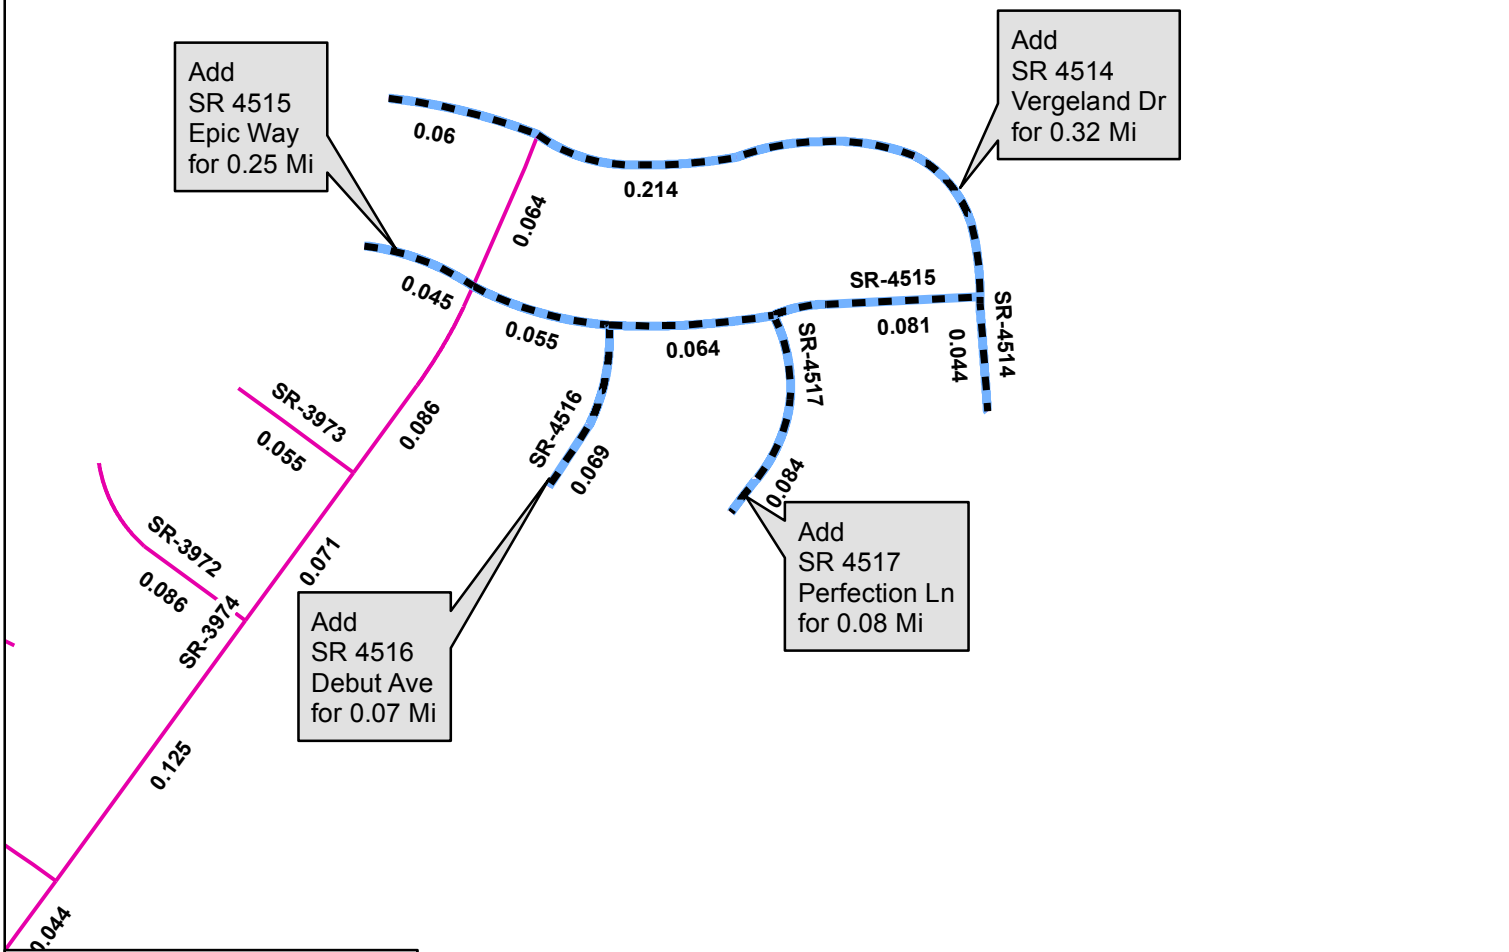 Add
SR 4515
Epic Way
for 0.25 Mi
Add
SR 4514
Vergeland Dr
for 0.32 Mi
0.06
0.214
0.064
0.045
0.055
0.064
SR-4515
0.081
SR-4514
0.044
SR-4517
0.084
SR-4516
0.069
SR-3973
0.055
0.086
SR-3972
0.086
SR-3974
0.071
0.125
0.044
Add
SR 4516
Debut Ave
for 0.07 Mi
Add
SR 4517
Perfection Ln
for 0.08 Mi